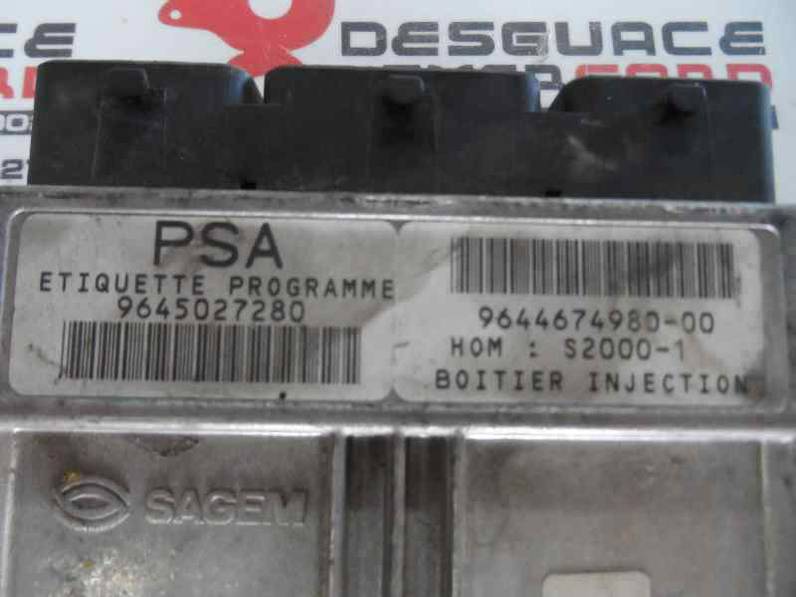 DESGUACE
PSA
ETIQUETTE PROGRAMME
9645027280
9644674980-00
HOM : S2000-1
BOITIER INJECTION
SAGEM